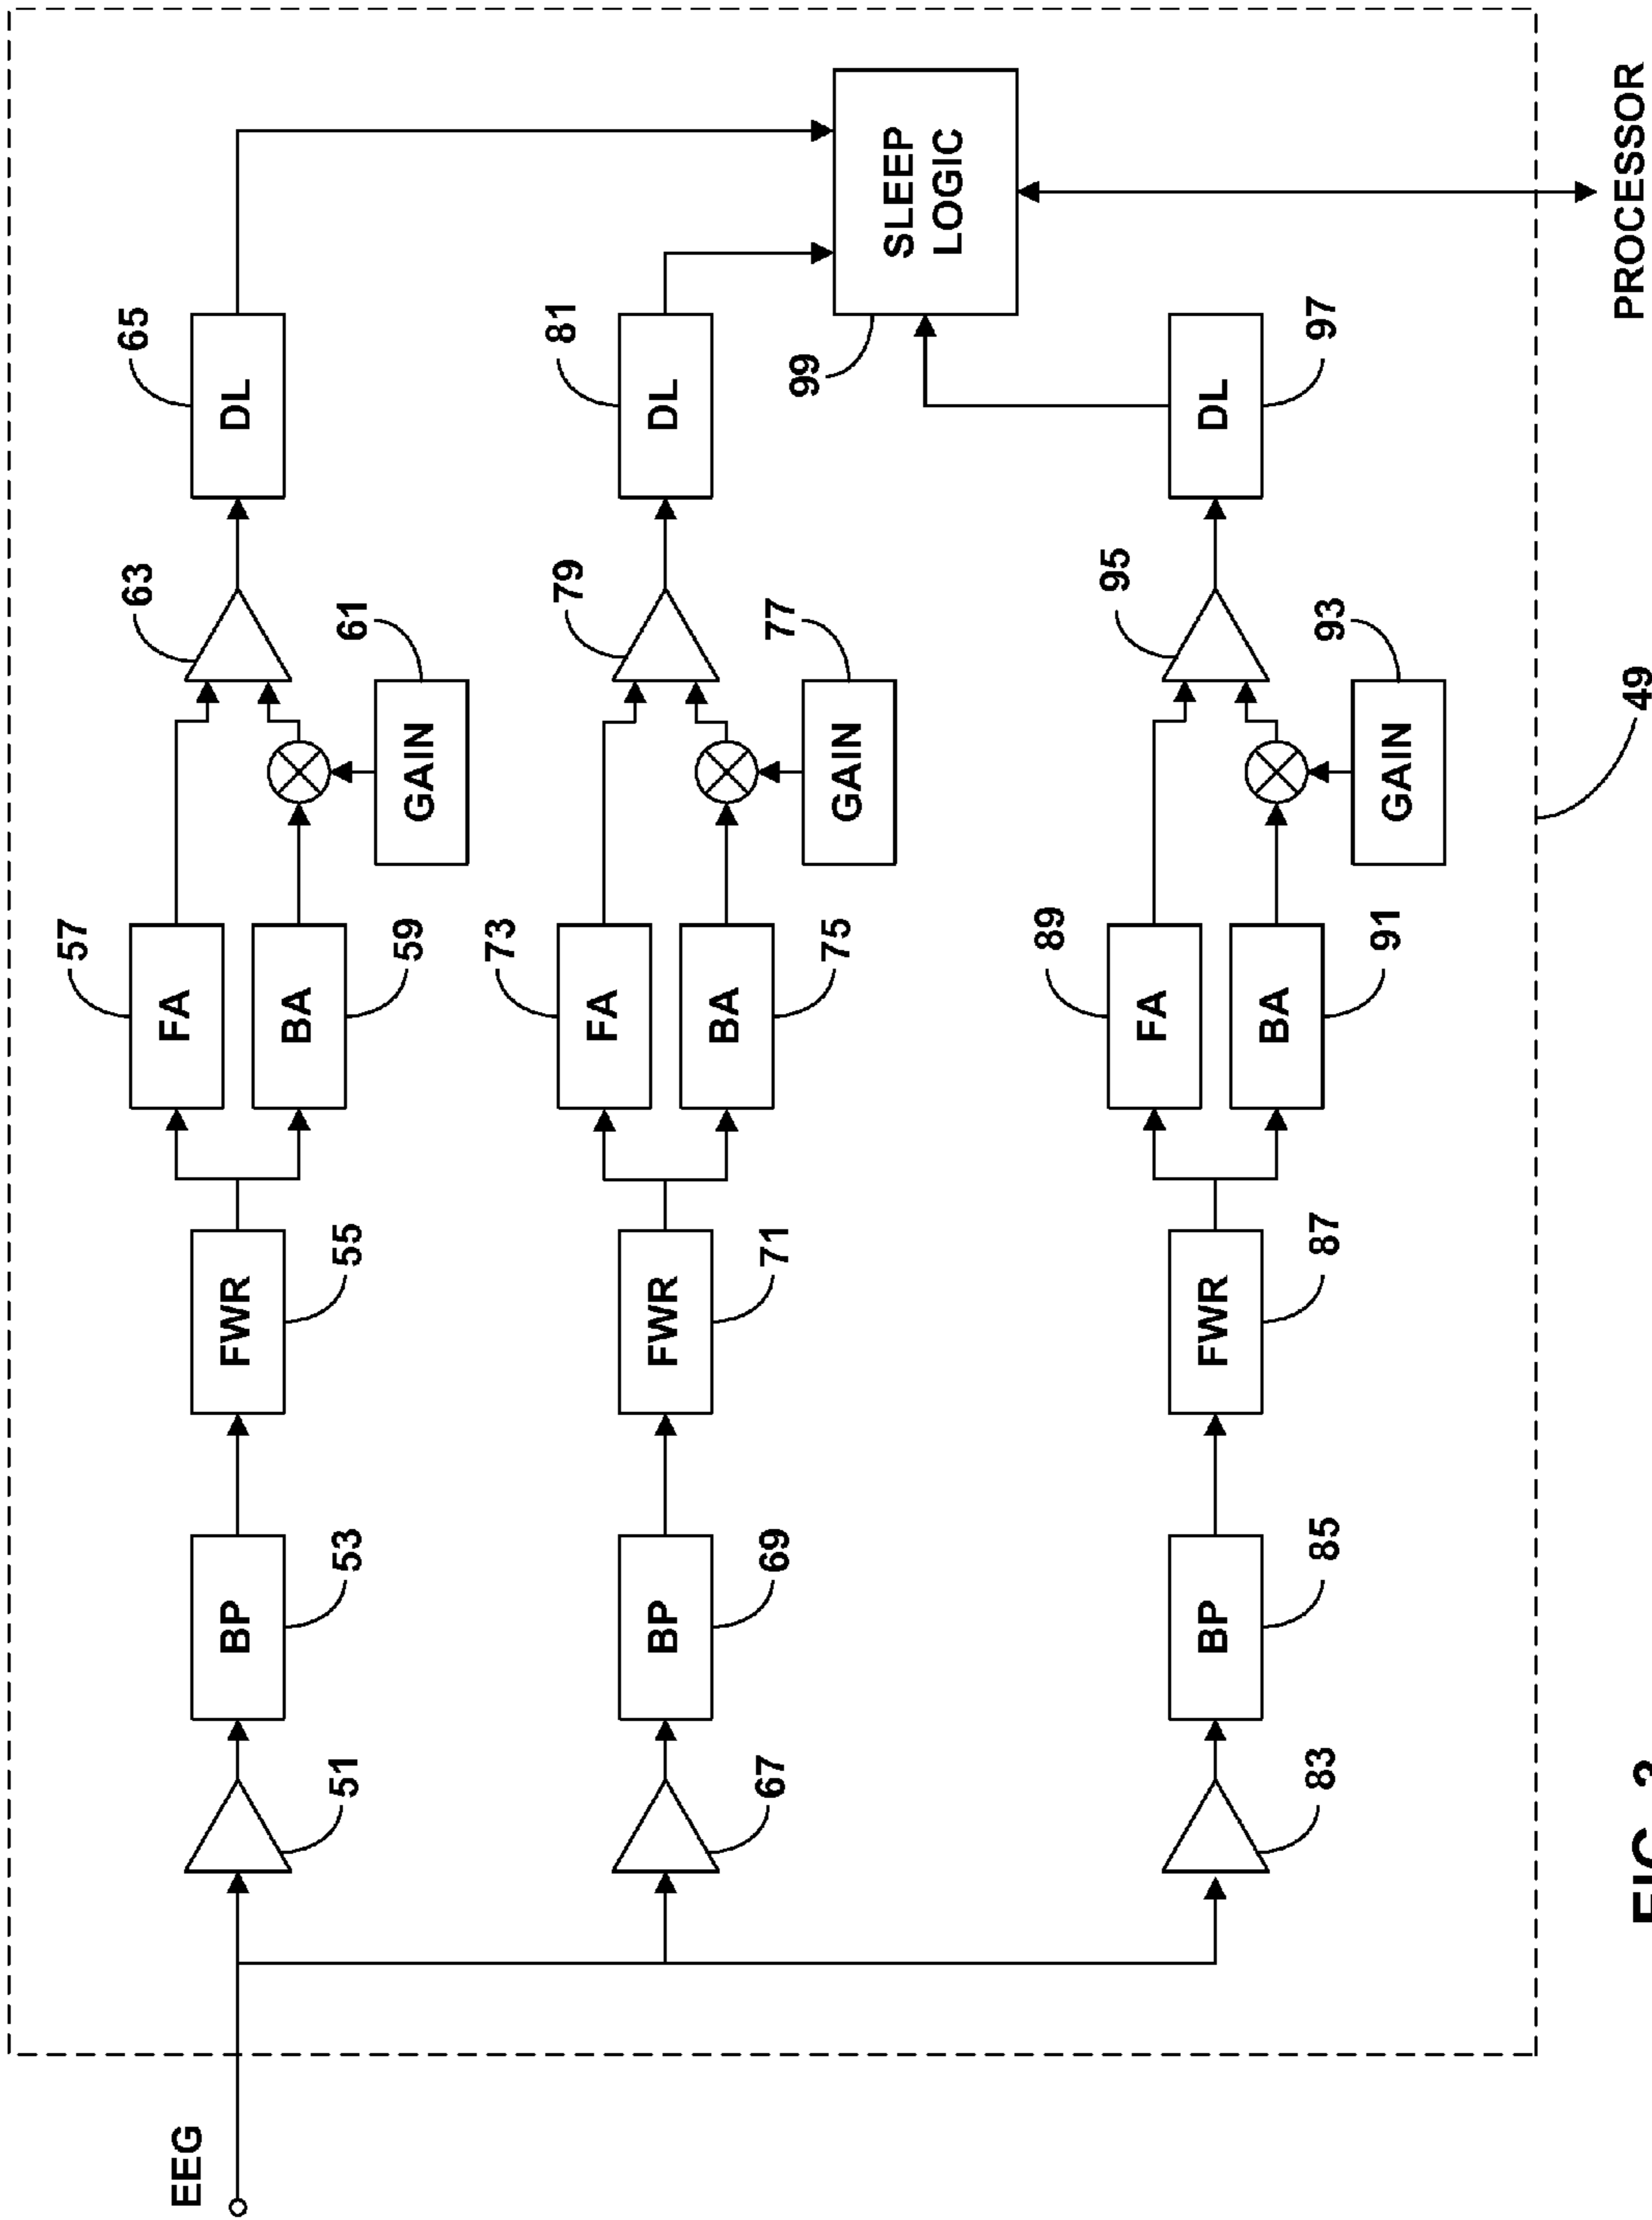 57
63
65
EEG
FA
BP
FWR
DL
BA
51
53
55
61
59
GAIN
73
79
81
FA
BP
FWR
DL
BA
67
69
71
77
99
75
GAIN
SLEEP
LOGIC
89
95
FA
BP
FWR
DL
BA
83
85
87
93
97
91
GAIN
PROCESSOR
49
FIG. 3